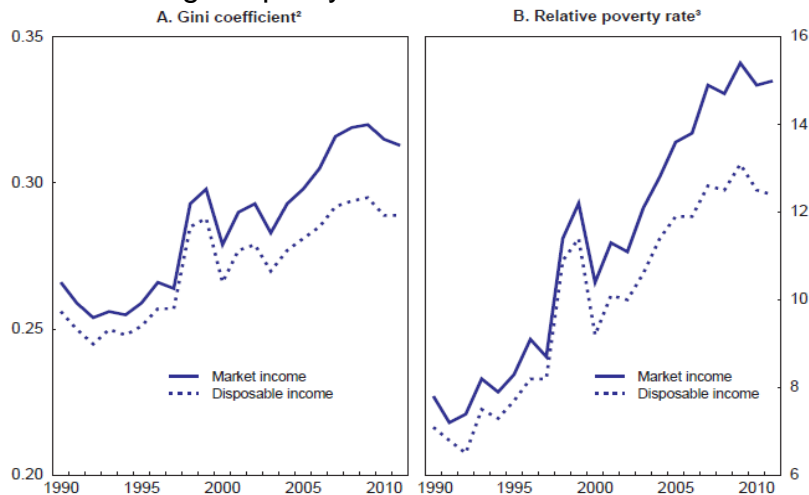 A. Gini coefficient²
B. Relative poverty rate³
0.35
0.30
0.25
0.20
16
14
12
10
8
6
Market income
Disposable income
Market income
Disposable income
1990 1995 2000 2005 2010
1990 1995 2000 2005 2010